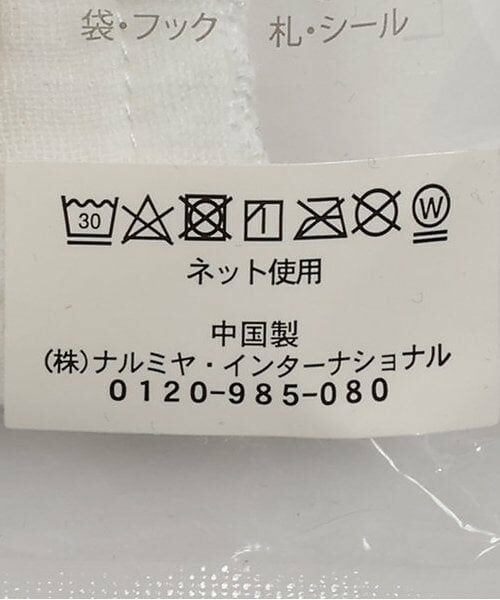 袋・フック 札・シール
30 W
ネット使用
中国製
(株)ナルミヤ・インターナショナル
0120-985-080